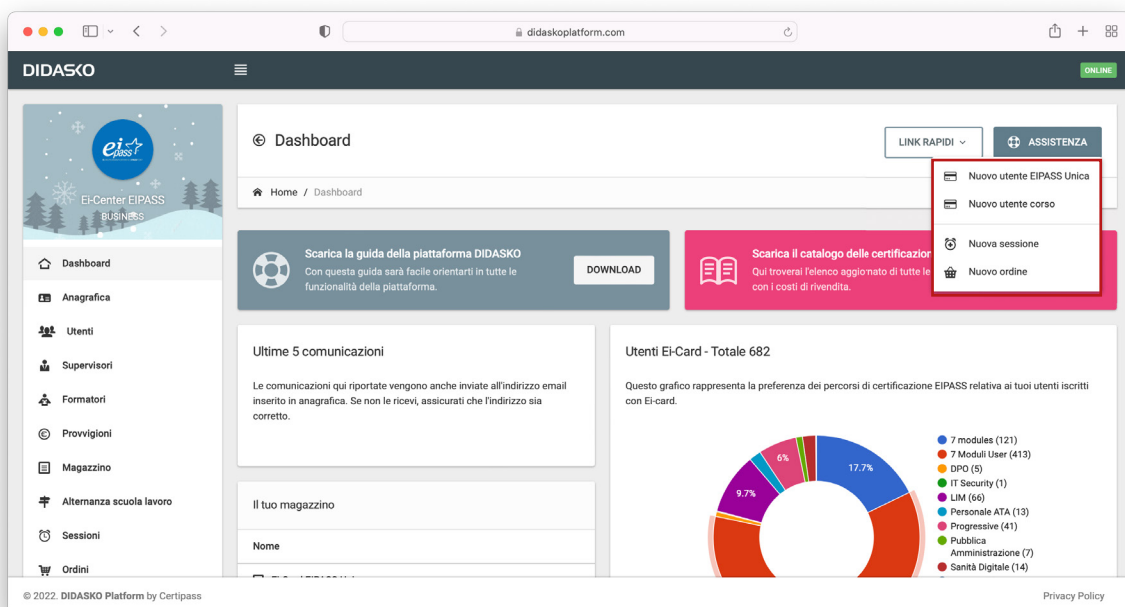 didaskoplatform.com
DIDASKO
ONLINE
eipass
Ei-Center EIPASS
BUSINESS
Dashboard
Anagrafica
Utenti
Supervisori
Formatori
Provvigioni
Magazzino
Alternanza scuola lavoro
Sessioni
Ordini
Dashboard
LINK RAPIDI
ASSISTENZA
Home / Dashboard
Nuovo utente EIPASS Unica
Nuovo utente corso
Nuova sessione
Nuovo ordine
Scarica la guida della piattaforma DIDASKO
Con questa guida sarà facile orientarti in tutte le
funzionalità della piattaforma.
DOWNLOAD
Scarica il catalogo delle certificazion
Qui troverai l'elenco aggiornato di tutte le
con i costi di rivendita.
Ultime 5 comunicazioni
Le comunicazioni qui riportate vengono anche inviate all'indirizzo email
inserito in anagrafica. Se non le ricevi, assicurati che l'indirizzo sia
corretto.
Il tuo magazzino
Nome
Utenti Ei-Card - Totale 682
Questo grafico rappresenta la preferenza dei percorsi di certificazione EIPASS relativa ai tuoi utenti iscritti
con Ei-card.
6%
17.7%
9.7%
7 modules (121)
7 Moduli User (413)
DPO (5)
IT Security (1)
LIM (66)
Personale ATA (13)
Progressive (41)
Pubblica
Amministrazione (7)
Sanità Digitale (14)
© 2022. DIDASKO Platform by Certipass
Privacy Policy